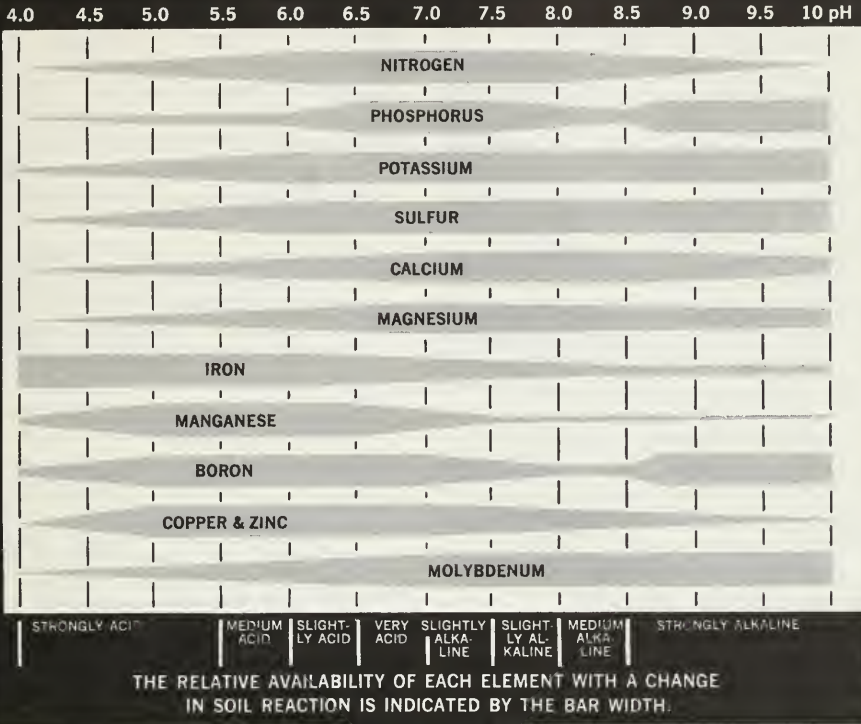 4.0 4.5 5.0 5.5 6.0 6.5 7.0 7.5 8.0 8.5 9.0 9.5 10 pH
NITROGEN
PHOSPHORUS
POTASSIUM
SULFUR
CALCIUM
MAGNESIUM
IRON
MANGANESE
BORON
COPPER & ZINC
MOLYBDENUM
STRONGLY ACID
MEDIUM
ACID
SLIGHT-
LY ACID
VERY
ACID
SLIGHTLY
ALKA-
LINE
SLIGHT-
LY AL-
KALINE
MEDIUM
ALKA-
LINE
STRONGLY ALKALINE
THE RELATIVE AVAILABILITY OF EACH ELEMENT WITH A CHANGE
IN SOIL REACTION IS INDICATED BY THE BAR WIDTH.